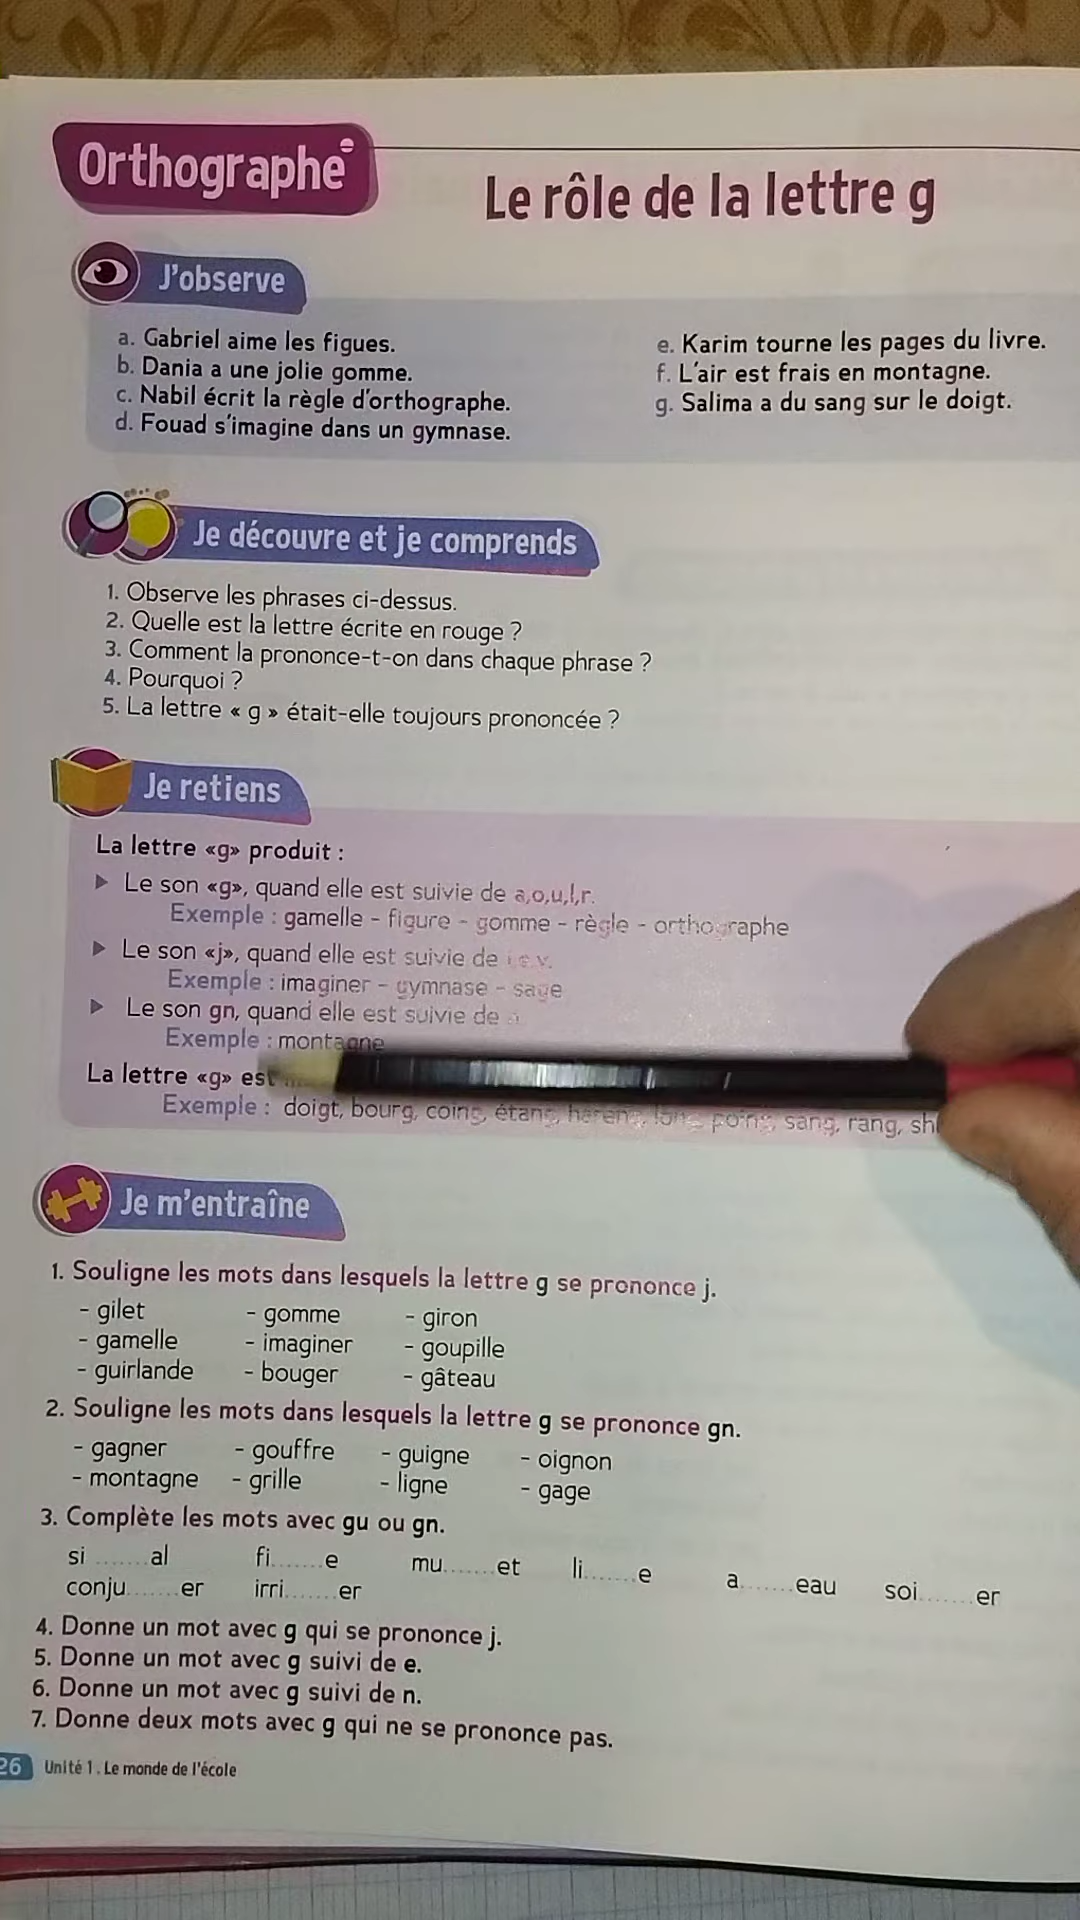 Orthographe
Le rôle de la lettre g
J'observe
a. Gabriel aime les figues.
b. Dania a une jolie gomme.
c. Nabil écrit la règle d'orthographe.
d. Fouad s'imagine dans un gymnase.
e. Karim tourne les pages du livre.
f. L'air est frais en montagne.
g. Salima a du sang sur le doigt.
Je découvre et je comprends
1. Observe les phrases ci-dessus.
2. Quelle est la lettre écrite en rouge ?
3. Comment la prononce-t-on dans chaque phrase ?
4. Pourquoi ?
5. La lettre « g » était-elle toujours prononcée ?
Je retiens
La lettre «g» produit :
Le son «g», quand elle est suivie de a,o,u,l,r.
Exemple : gamelle - figure - gomme - règle - orthographe
Le son «j», quand elle est suivie de i,e,y.
Exemple : imaginer - gymnase - sage
Le son gn, quand elle est suivie de
Exemple : montagne
La lettre «g» est
Exemple : doigt, bourg, coing, étang, hareng, long, poing, sang, rang,
Je m'entraîne
1. Souligne les mots dans lesquels la lettre g se prononce j.
- gilet - gomme - giron
- gamelle - imaginer - goupille
- guirlande - bouger - gâteau
2. Souligne les mots dans lesquels la lettre g se prononce gn.
- gagner - gouffre - guigne - oignon
- montagne - grille - ligne - gage
3. Complète les mots avec gu ou gn.
si.......al fi.......e mu.......et li.......e a.......eau soi.......er
conju.......er irri.......er
4. Donne un mot avec g qui se prononce j.
5. Donne un mot avec g suivi de e.
6. Donne un mot avec g suivi de n.
7. Donne deux mots avec g qui ne se prononce pas.
26 Unité 1. Le monde de l'école